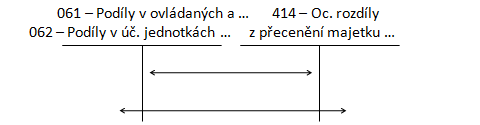 061 – Podíly v ovládaných a ... 414 – Oc. rozdíly
062 – Podíly v úč. jednotkách ... z přecenění majetku ...